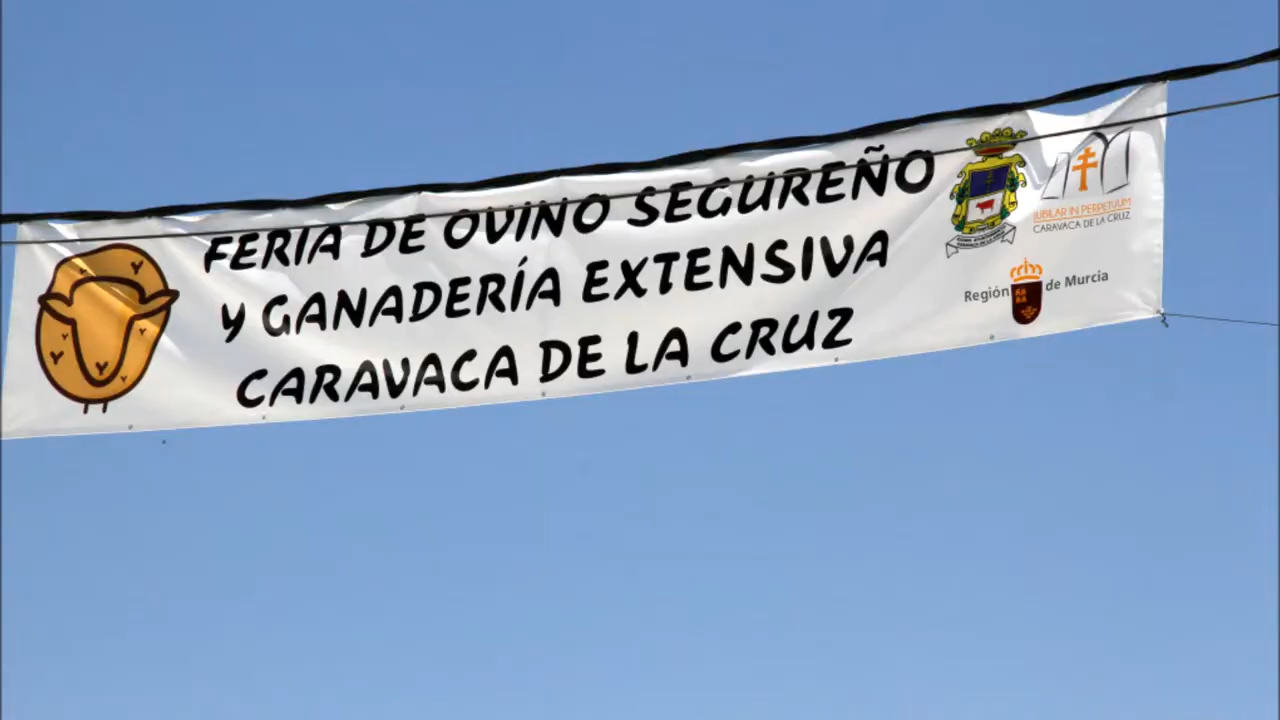 FERIA DE OVINO SEGUREÑO
Y GANADERÍA EXTENSIVA
CARAVACA DE LA CRUZ
IUBILAR IN PERPETUUM
CARAVACA DE LA CRUZ
Región de Murcia